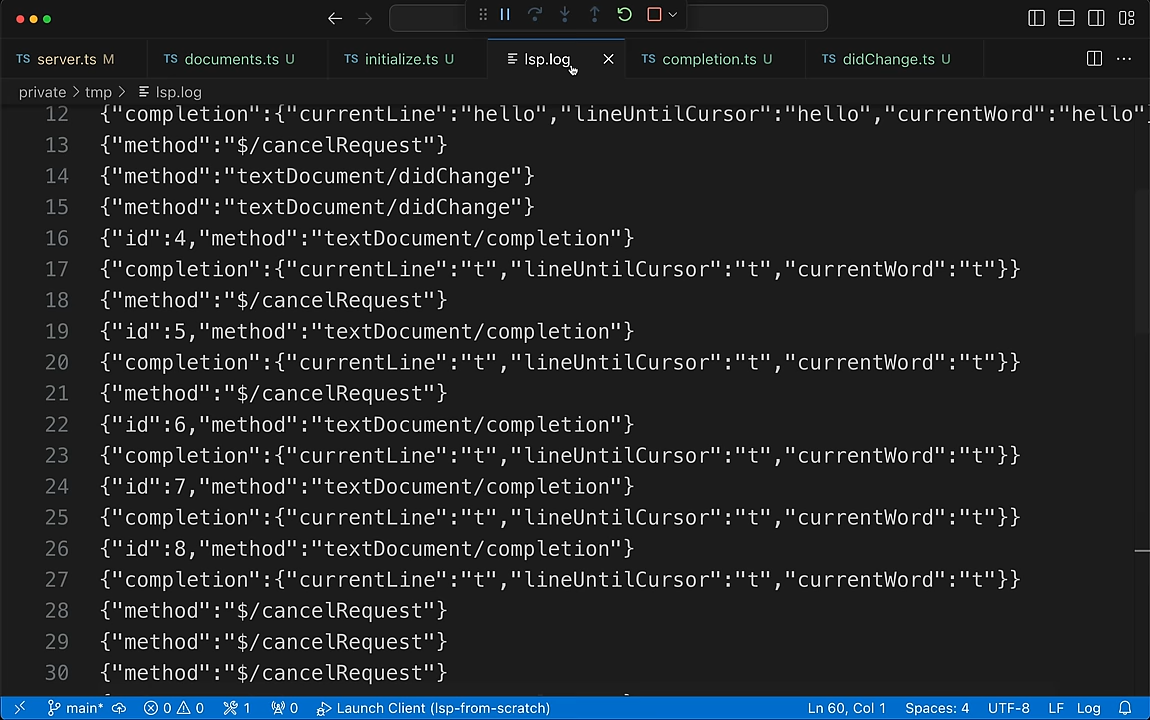 TS server.ts M TS documents.ts U TS initialize.ts U lsp.log TS completion.ts U TS didChange.ts U
private > tmp > lsp.log
12 {"completion":{"currentLine":"hello","lineUntilCursor":"hello","currentWord":"hello"}
13 {"method":"$/cancelRequest"}
14 {"method":"textDocument/didChange"}
15 {"method":"textDocument/didChange"}
16 {"id":4,"method":"textDocument/completion"}
17 {"completion":{"currentLine":"t","lineUntilCursor":"t","currentWord":"t"}}
18 {"method":"$/cancelRequest"}
19 {"id":5,"method":"textDocument/completion"}
20 {"completion":{"currentLine":"t","lineUntilCursor":"t","currentWord":"t"}}
21 {"method":"$/cancelRequest"}
22 {"id":6,"method":"textDocument/completion"}
23 {"completion":{"currentLine":"t","lineUntilCursor":"t","currentWord":"t"}}
24 {"id":7,"method":"textDocument/completion"}
25 {"completion":{"currentLine":"t","lineUntilCursor":"t","currentWord":"t"}}
26 {"id":8,"method":"textDocument/completion"}
27 {"completion":{"currentLine":"t","lineUntilCursor":"t","currentWord":"t"}}
28 {"method":"$/cancelRequest"}
29 {"method":"$/cancelRequest"}
30 {"method":"$/cancelRequest"}
main* 0 0 1 0 Launch Client (lsp-from-scratch) Ln 60, Col 1 Spaces: 4 UTF-8 LF Log